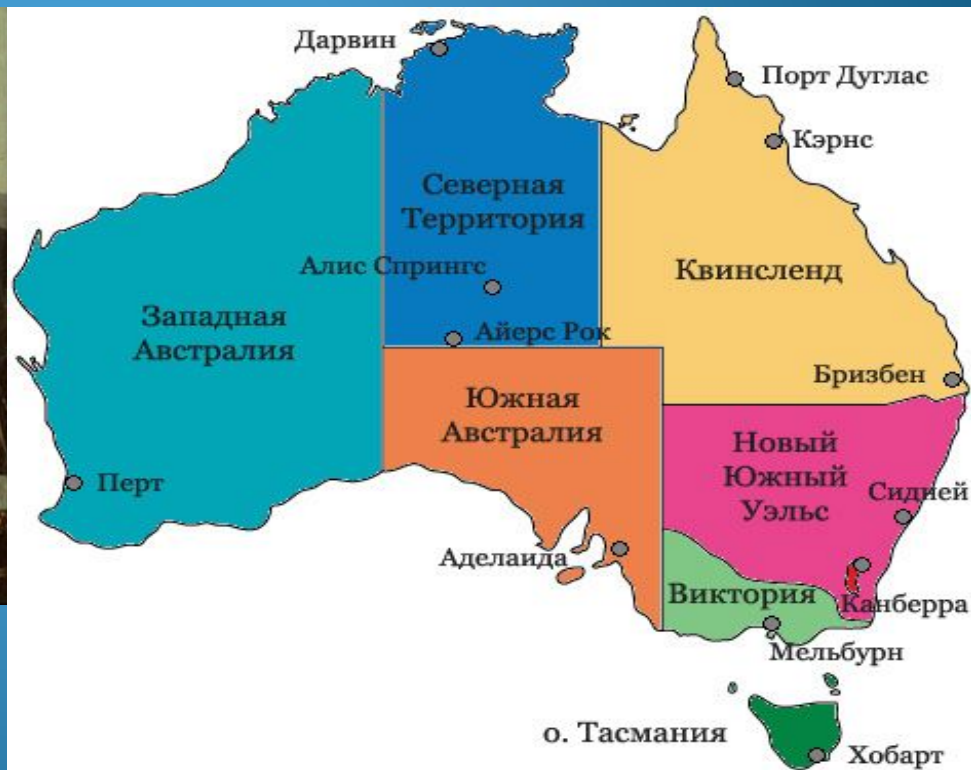 Дарвин
Порт Дуглас
Кэрнс
Северная
Территория
Алис Спрингс
Квинсленд
Западная
Австралия
Айерс Рок
Бризбен
Южная
Австралия
Новый
Южный
Уэльс
Перт
Сидней
Аделаида
Виктория
Канберра
Мельбурн
о. Тасмания
Хобарт